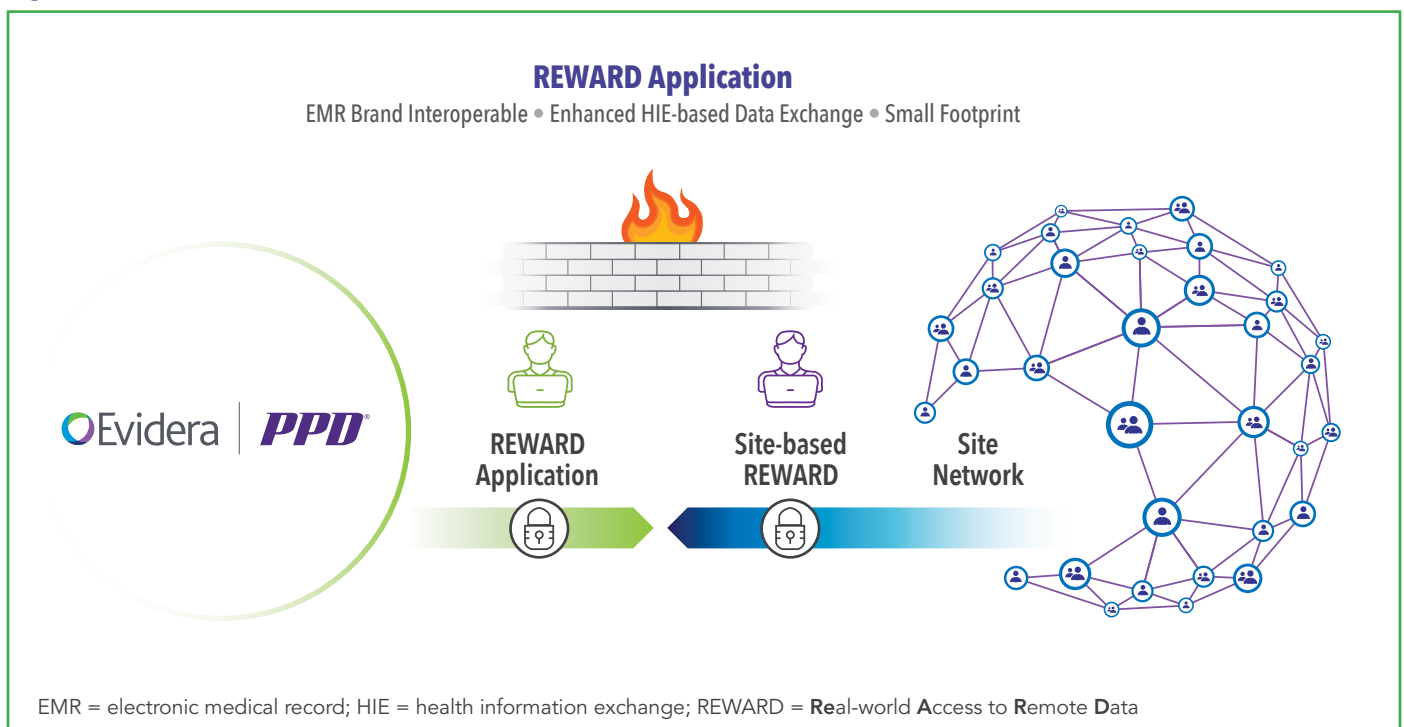 REWARD Application
EMR Brand Interoperable • Enhanced HIE-based Data Exchange • Small Footprint
Evidera | PPD®
REWARD
Application
Site-based
REWARD
Site
Network
EMR = electronic medical record; HIE = health information exchange; REWARD = Real-world Access to Remote Data